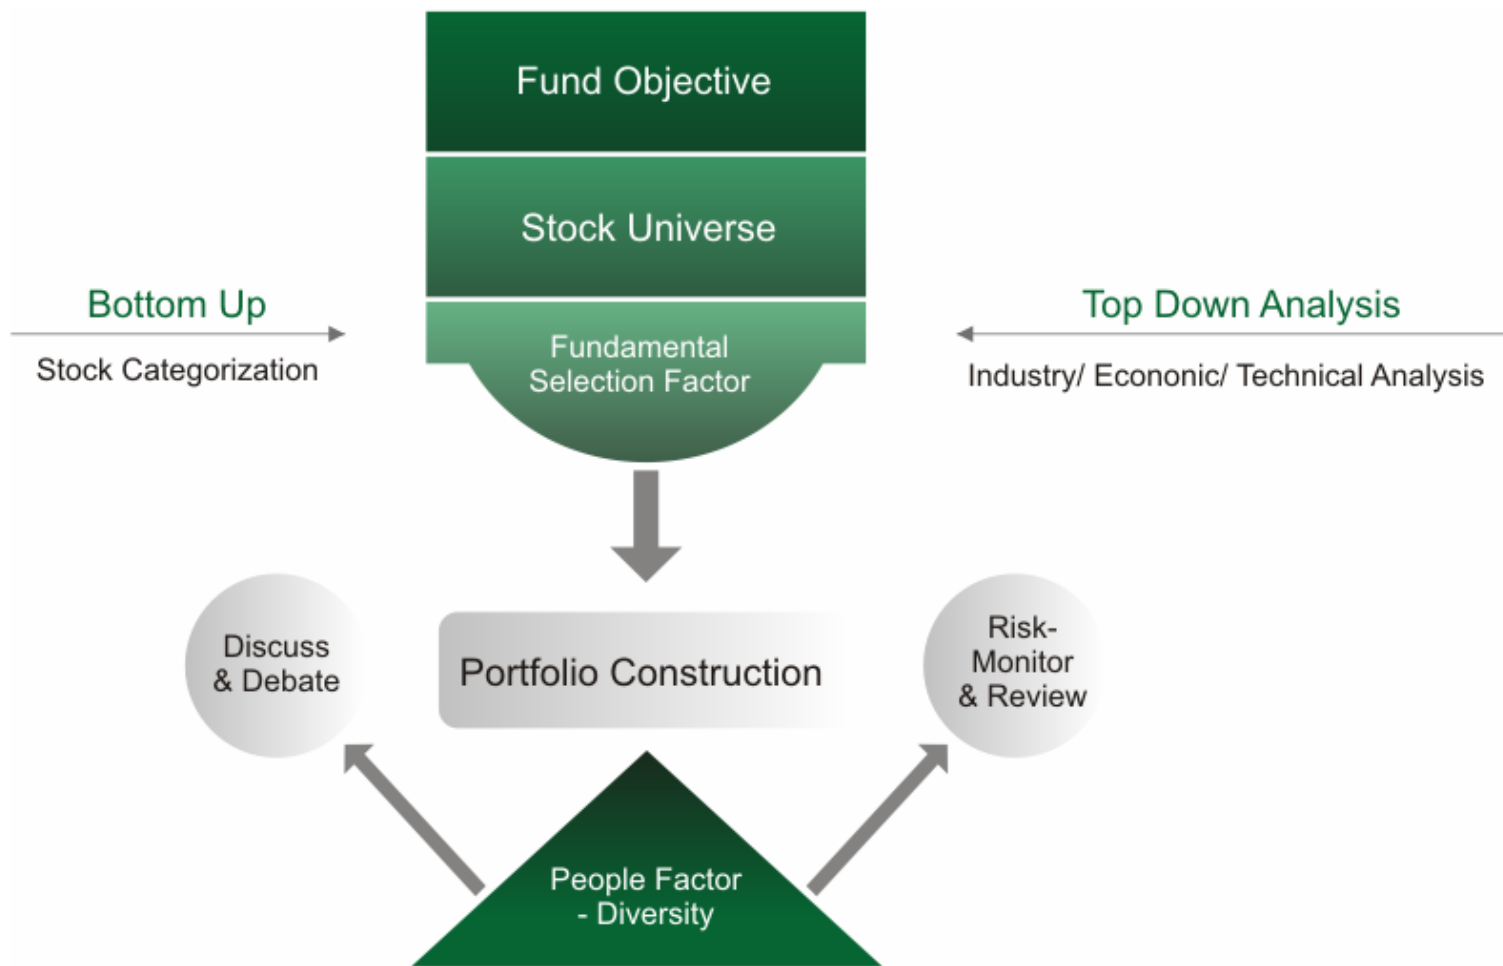 Fund Objective
Stock Universe
Bottom Up
Stock Categorization
Fundamental
Selection Factor
Top Down Analysis
Industry/ Econonic/ Technical Analysis
Discuss
& Debate
Portfolio Construction
Risk-
Monitor
& Review
People Factor
- Diversity